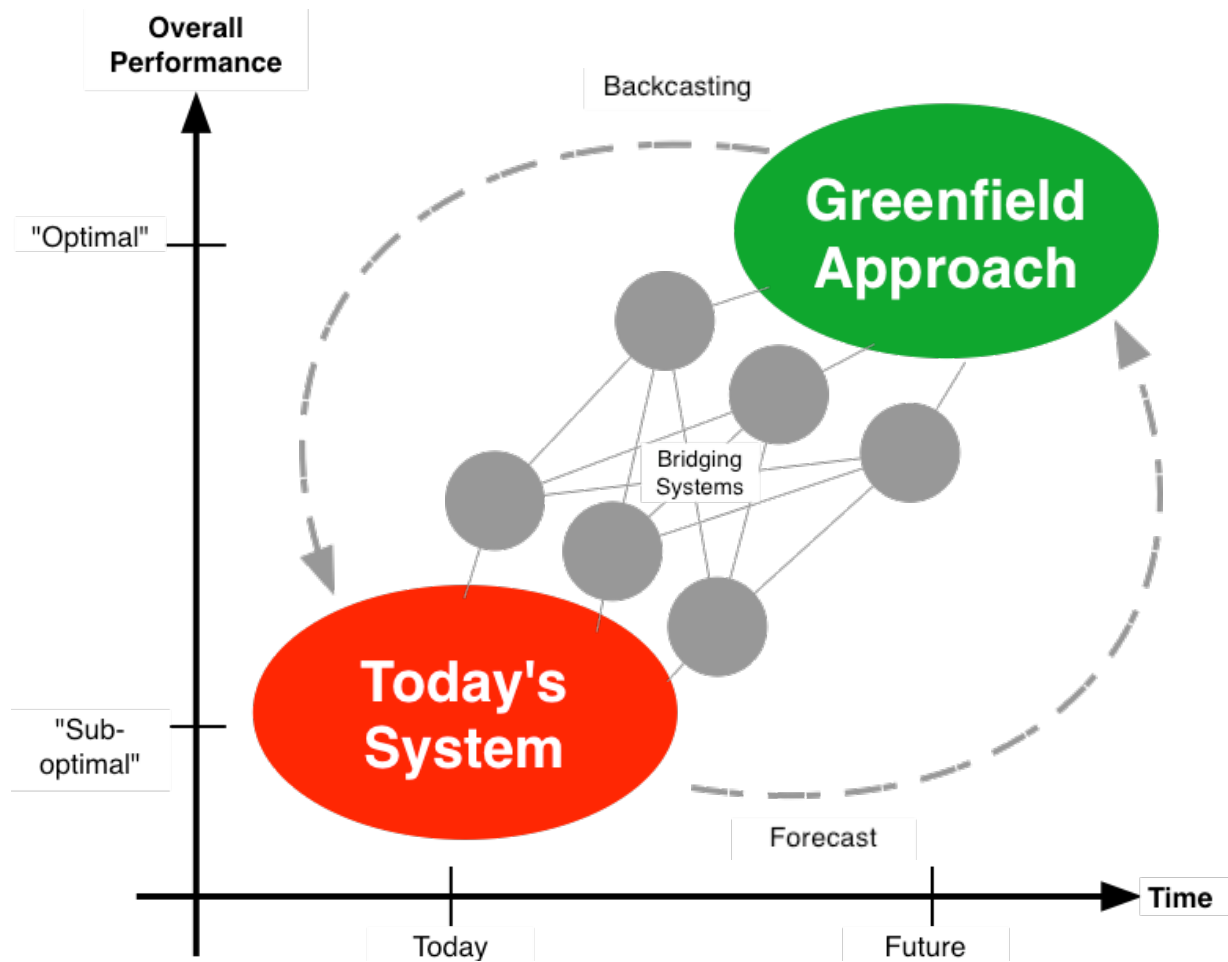 Overall
Performance
Backcasting
Greenfield
Approach
"Optimal"
Bridging
Systems
Today's
System
"Sub-
optimal"
Forecast
Time
Today
Future